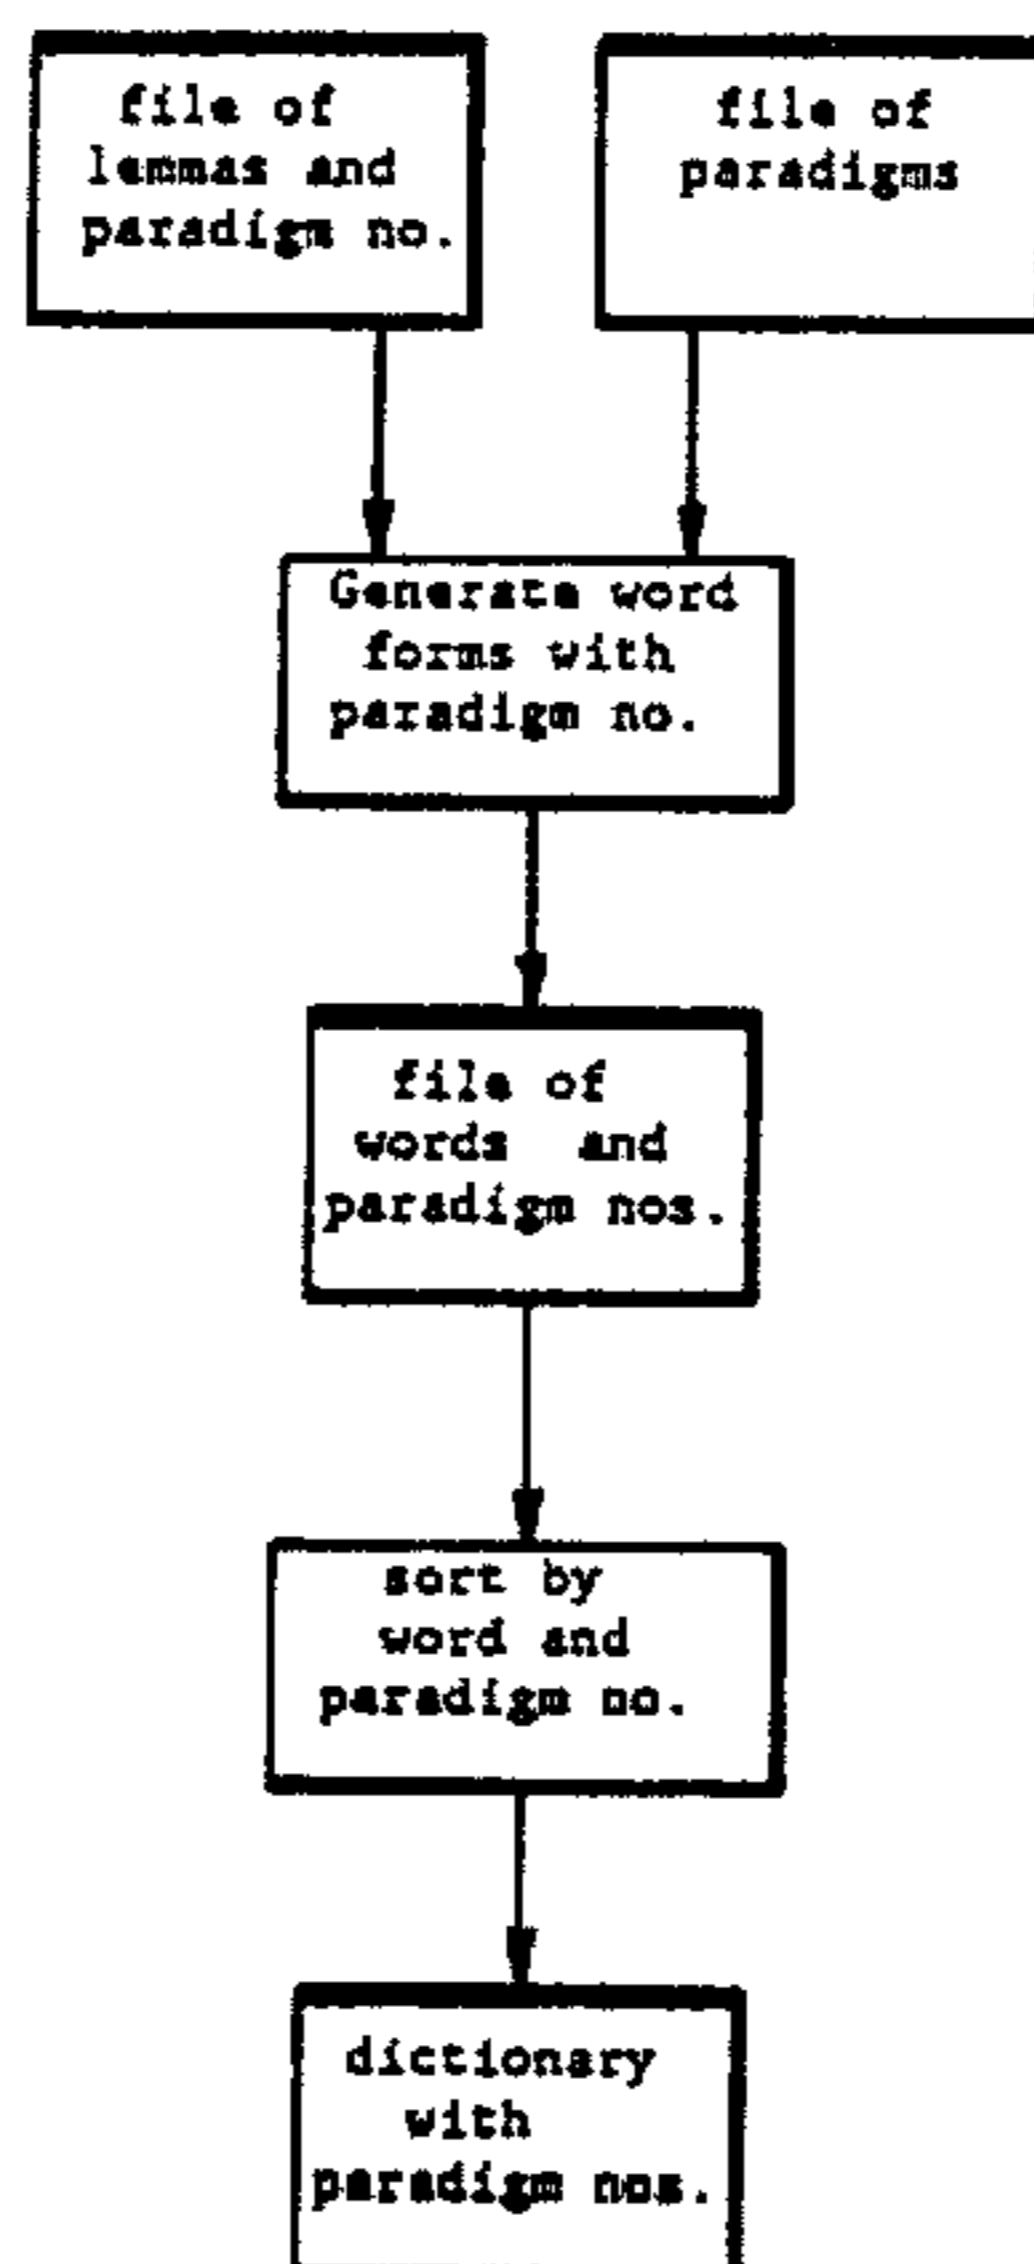 file of
lemmas and
paradigm no.
file of
paradigms
Generate word
forms with
paradigm no.
file of
words and
paradigm nos.
sort by
word and
paradigm no.
dictionary
with
paradigm nos.